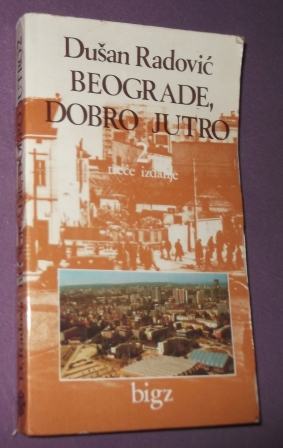 Dušan Radović
BEOGRADE,
DOBRO JUTRO
2
treće izdanje
bigz